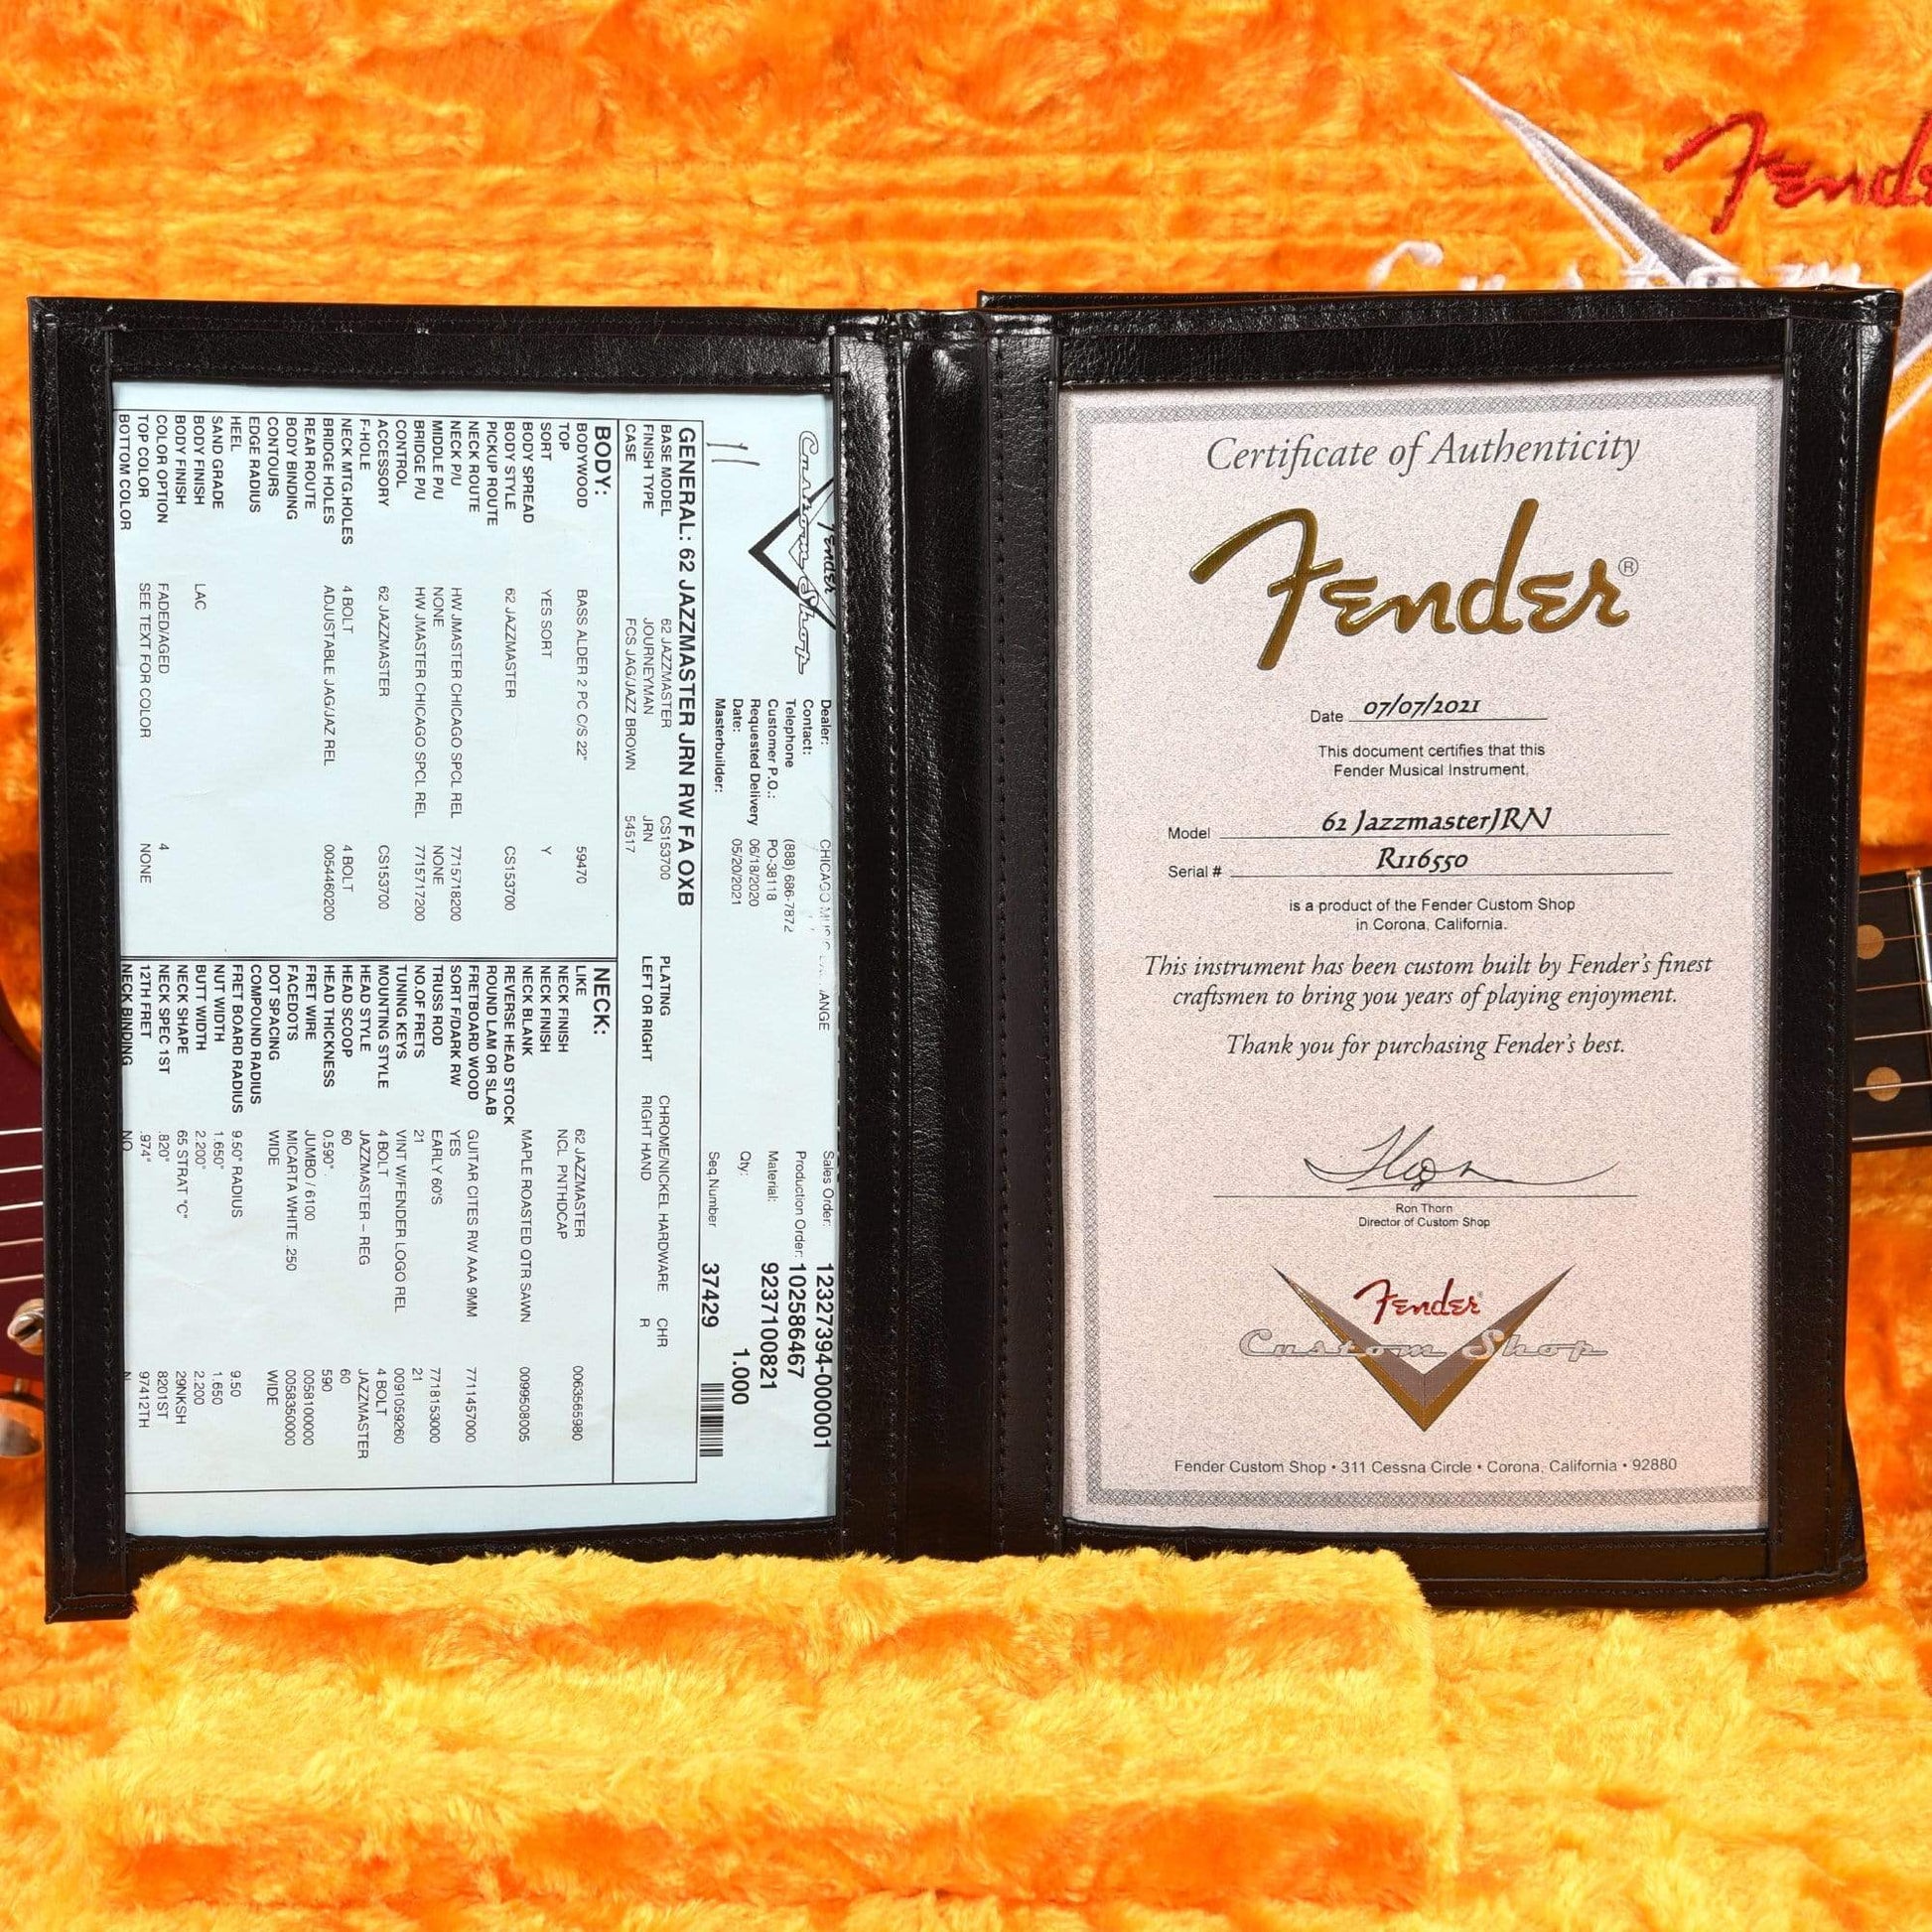 Fender
Custom Shop
11
Dealer: CHICAGO MUSIC
Contact:
Telephone (888) 686-7872
Customer P.O.: PO-38118
Requested Delivery 06/18/2020
Date: 05/20/2021
Masterbuilder:
Sales Order: 12327394-000001
Production Order: 102586467
Material: 9237100821
Qty: 1.000
Seq.Number 37429
GENERAL: 62 JAZZMASTER JRN RW FA OXB
BASE MODEL 62 JAZZMASTER CS153700 PLATING CHROME/NICKEL HARDWARE CHR
FINISH TYPE JOURNEYMAN JRN LEFT OR RIGHT RIGHT HAND R
CASE FCS JAG/JAZZ BROWN 54517
BODY:
BODYWOOD BASS ALDER 2 PC C/S 22" 59470
TOP
SORT YES SORT Y
BODY SPREAD
BODY STYLE 62 JAZZMASTER CS153700
PICKUP ROUTE
NECK ROUTE
NECK P/U HW JMASTER CHICAGO SPCL REL 7715718200
MIDDLE P/U NONE NONE
BRIDGE P/U HW JMASTER CHICAGO SPCL REL 7715717200
CONTROL
ACCESSORY 62 JAZZMASTER CS153700
F-HOLE
NECK MTG.HOLES 4 BOLT 4 BOLT
BRIDGE HOLES ADJUSTABLE JAG/JAZ REL 0054460200
REAR ROUTE
BODY BINDING
CONTOURS
EDGE RADIUS
HEEL
SAND GRADE
BODY FINISH LAC
BODY FINISH
COLOR OPTION FADED/AGED 4
TOP COLOR SEE TEXT FOR COLOR NONE
BOTTOM COLOR
NECK:
LIKE 62 JAZZMASTER 0063565980
NECK FINISH NCL PNTHDCAP
NECK FINISH
NECK BLANK MAPLE ROASTED QTR SAWN 0099508005
REVERSE HEAD STOCK
ROUND LAM OR SLAB
FRETBOARD WOOD GUITAR CITES RW AAA 9MM 7711457000
SORT F/DARK RW YES
TRUSS ROD EARLY 60'S 7718153000
NO.OF FRETS 21 21
TUNING KEYS VINT W/FENDER LOGO REL 0091059260
MOUNTING STYLE 4 BOLT 4 BOLT
HEAD STYLE JAZZMASTER - REG JAZZMASTER
HEAD SCOOP 60 60
HEAD THICKNESS 0.590" 590
FRET WIRE JUMBO / 6100 0058100000
FACEDOTS MICARTA WHITE .250 0058350000
DOT SPACING WIDE WIDE
COMPOUND RADIUS
FRET BOARD RADIUS 9.50" RADIUS 9.50
NUT WIDTH 1.650" 1.650
BUTT WIDTH 2.200" 2.200
NECK SHAPE 65 STRAT "C" 29NKSH
NECK SPEC 1ST .820" 8201ST
12TH FRET .974" 97412TH
NECK BINDING NO N
Certificate of Authenticity
Fender®
Date 07/07/2021
This document certifies that this
Fender Musical Instrument,
Model 62 JazzmasterJRN
Serial # R116550
is a product of the Fender Custom Shop
in Corona, California.
This instrument has been custom built by Fender's finest
craftsmen to bring you years of playing enjoyment.
Thank you for purchasing Fender's best.
Ron Thorn
Director of Custom Shop
Fender
Custom Shop
Fender Custom Shop • 311 Cessna Circle • Corona, California • 92880